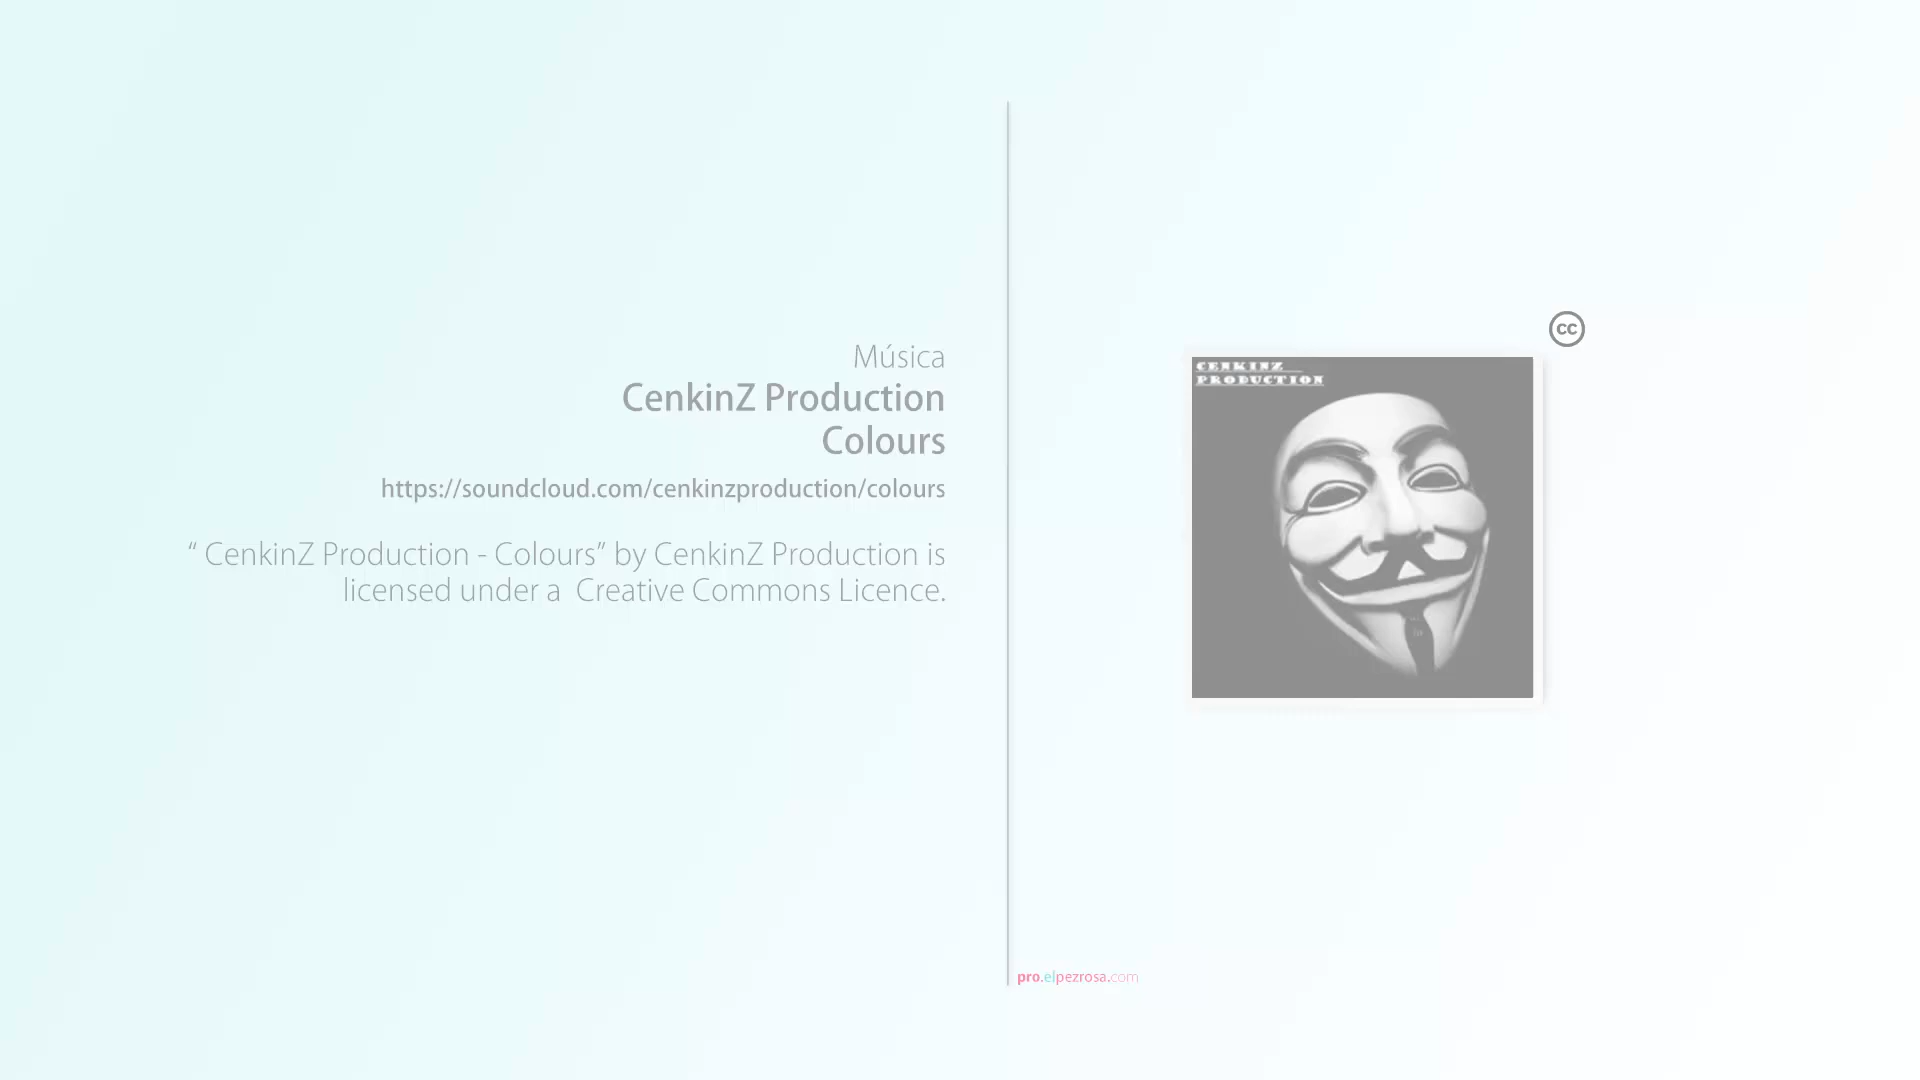 Música
CenkinZ Production
Colours
https://soundcloud.com/cenkinzproduction/colours
“ CenkinZ Production - Colours” by CenkinZ Production is
licensed under a  Creative Commons Licence.
cc
CENKINZ
PRODUCTION
pro.elpezrosa.com